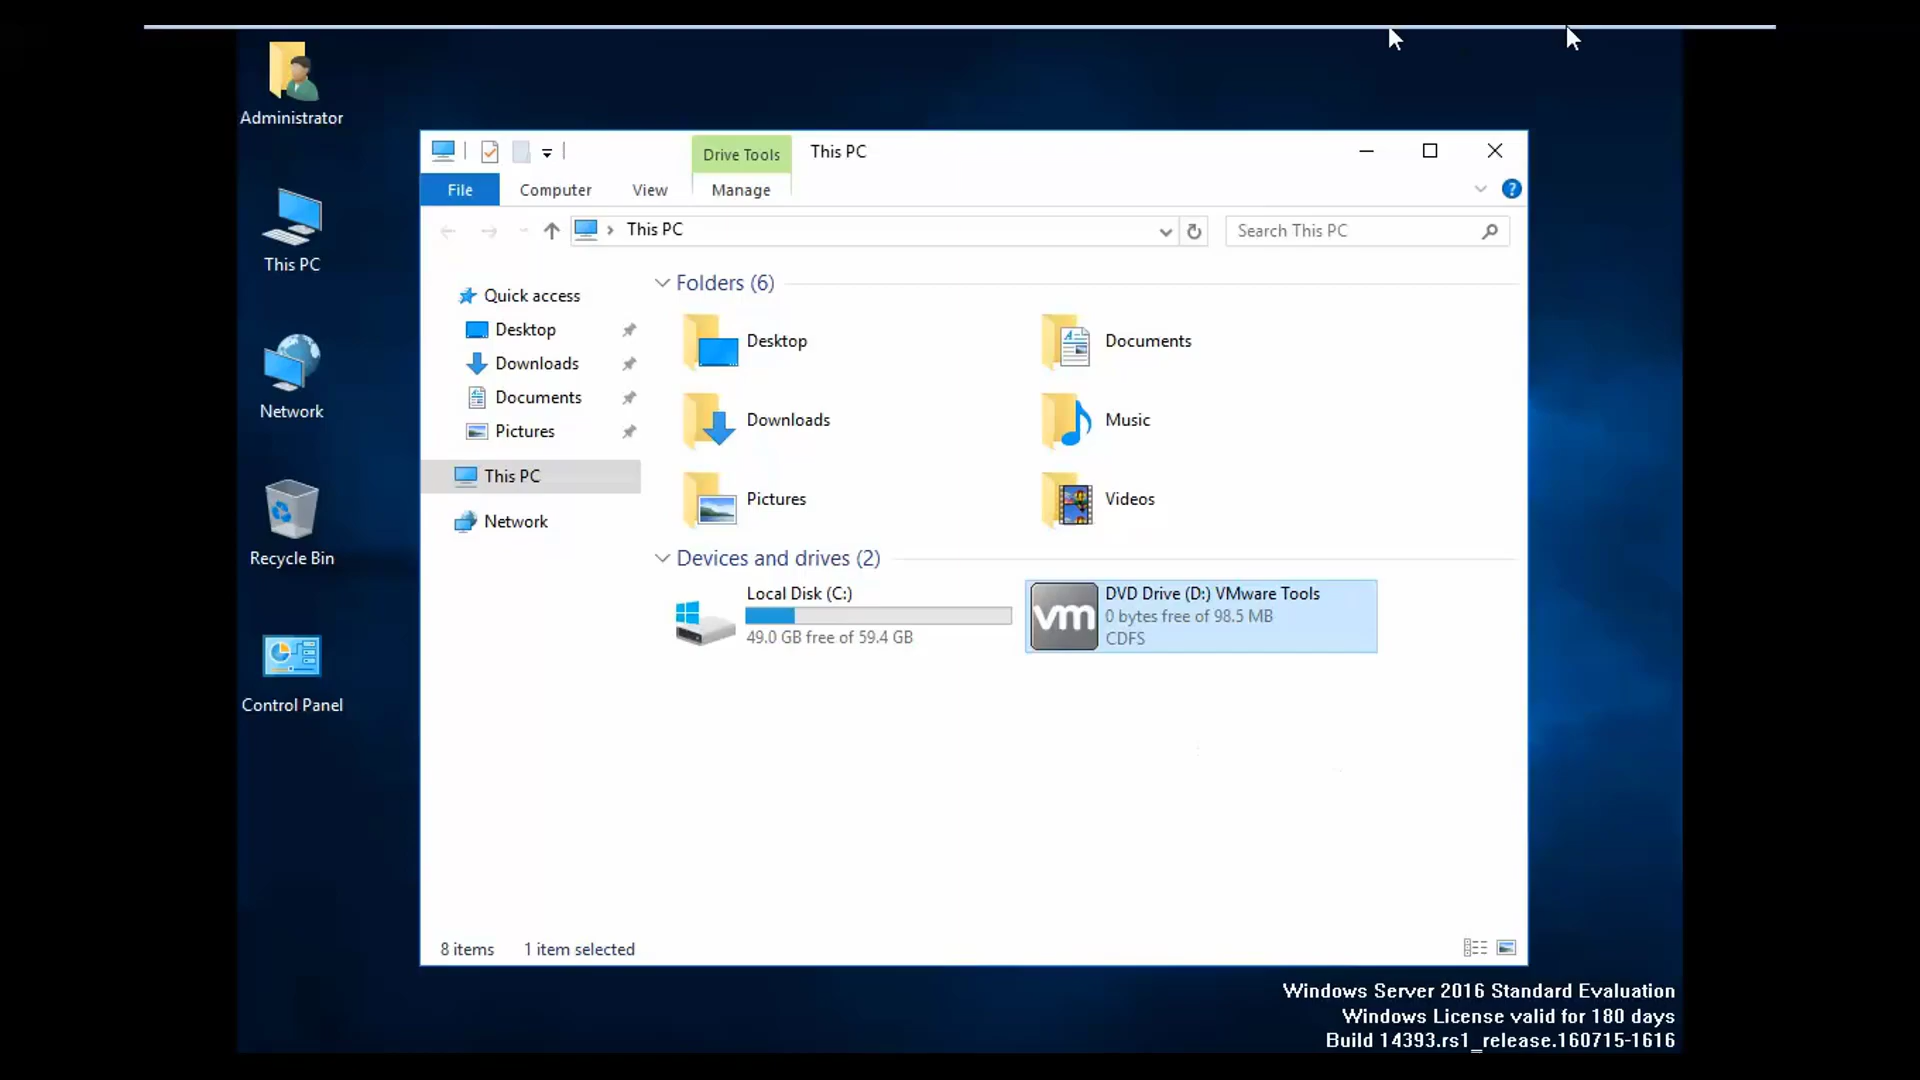 Administrator
This PC
Network
Recycle Bin
Control Panel
Drive Tools
This PC
File
Computer
View
Manage
?
This PC
Search This PC
Quick access
Desktop
Downloads
Documents
Pictures
This PC
Network
Folders (6)
Desktop
Documents
Downloads
Music
Pictures
Videos
Devices and drives (2)
Local Disk (C:)
49.0 GB free of 59.4 GB
vm
DVD Drive (D:) VMware Tools
0 bytes free of 98.5 MB
CDFS
8 items
1 item selected
Windows Server 2016 Standard Evaluation
Windows License valid for 180 days
Build 14393.rs1_release.160715-1616